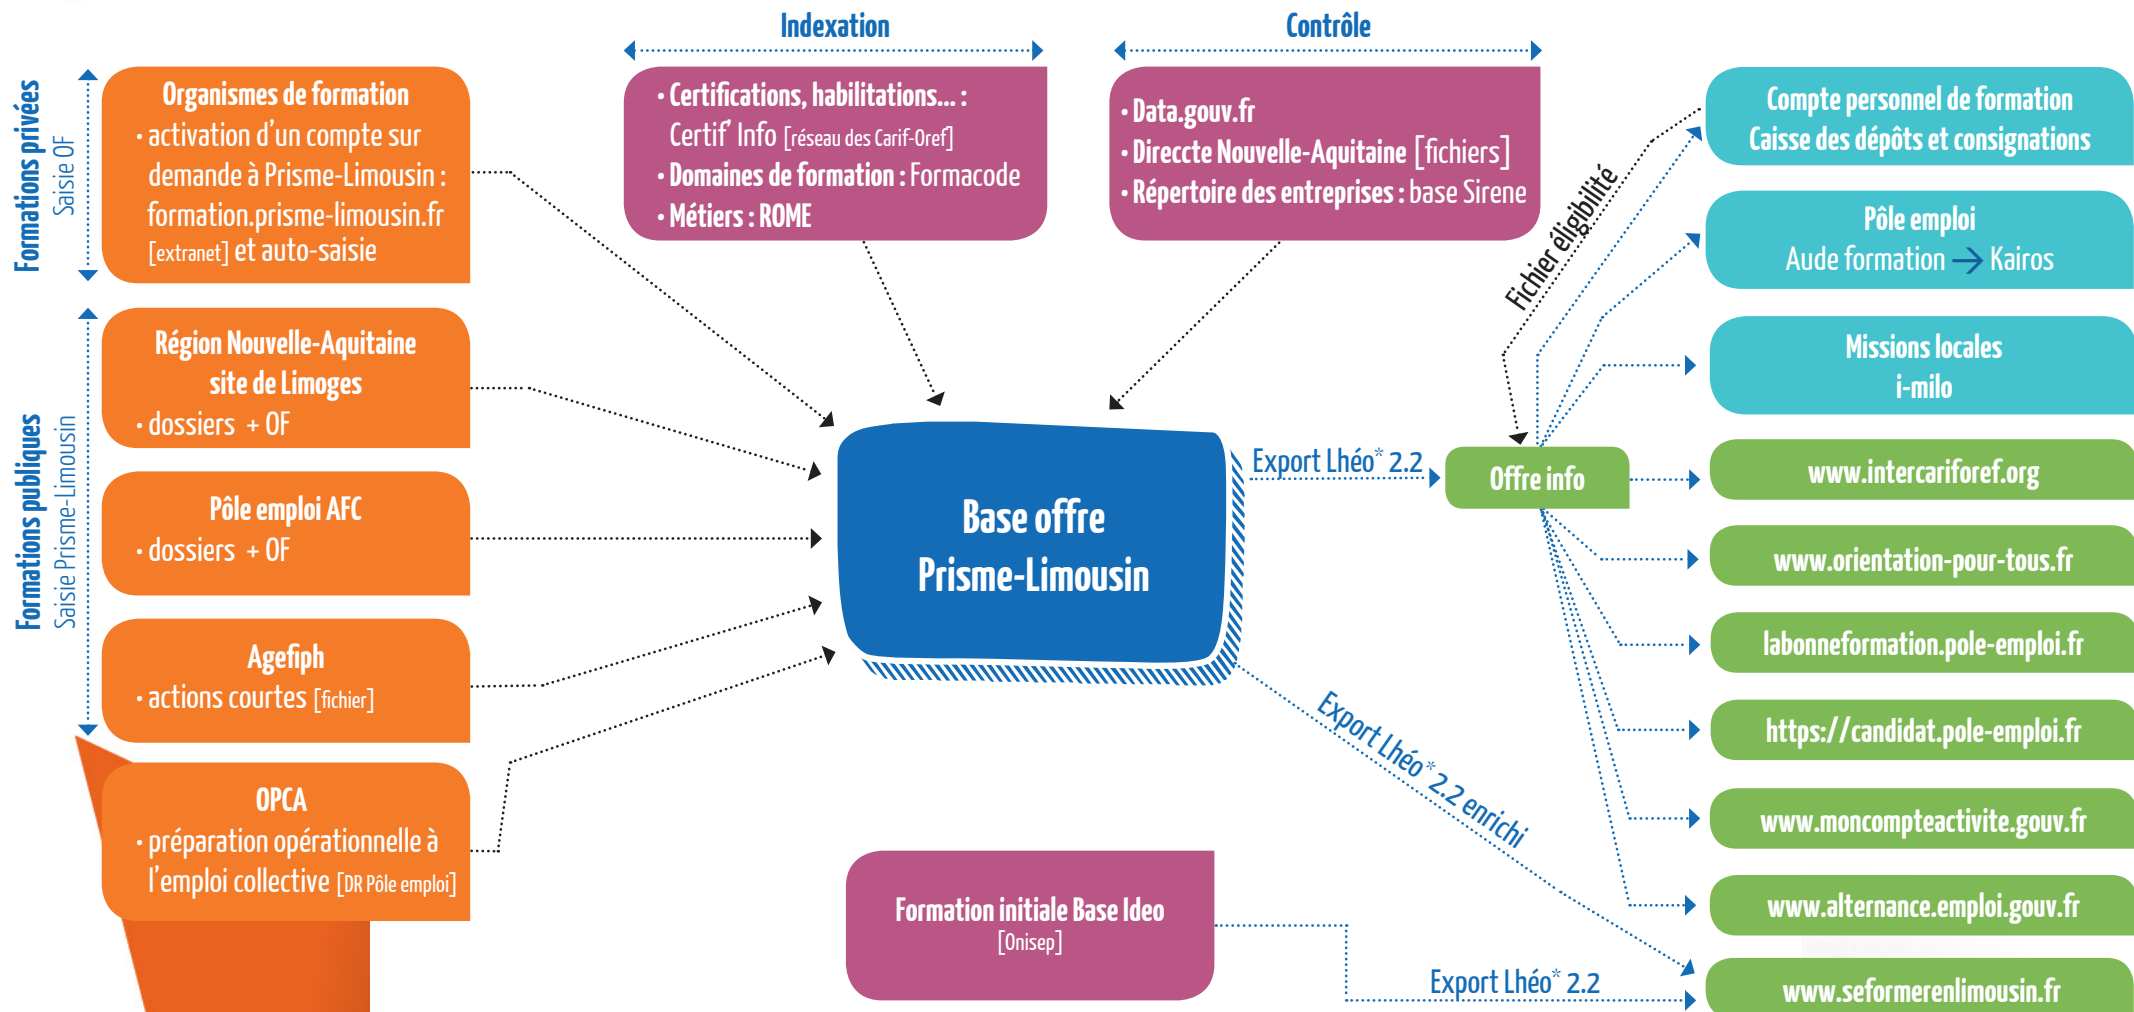 Formations privées
Saisie OF
Organismes de formation
• activation d'un compte sur
demande à Prisme-Limousin :
formation.prisme-limousin.fr
[extranet] et auto-saisie
Formations publiques
Saisie Prisme-Limousin
Région Nouvelle-Aquitaine
site de Limoges
• dossiers + OF
Pôle emploi AFC
• dossiers + OF
Agefiph
• actions courtes [fichier]
OPCA
• préparation opérationnelle à
l'emploi collective [DR Pôle emploi]
Indexation
• Certifications, habilitations... :
Certif' Info [réseau des Carif-Oref]
• Domaines de formation : Formacode
• Métiers : ROME
Contrôle
• Data.gouv.fr
• Direccte Nouvelle-Aquitaine [fichiers]
• Répertoire des entreprises : base Sirene
Base offre
Prisme-Limousin
Export Lhéo* 2.2
Offre info
Fichier éligibilité
Export Lhéo* 2.2 enrichi
Formation initiale Base Ideo
[Onisep]
Export Lhéo* 2.2
Compte personnel de formation
Caisse des dépôts et consignations
Pôle emploi
Aude formation → Kairos
Missions locales
i-milo
www.intercariforef.org
www.orientation-pour-tous.fr
labonneformation.pole-emploi.fr
https://candidat.pole-emploi.fr
www.moncompteactivite.gouv.fr
www.alternance.emploi.gouv.fr
www.seformerenlimousin.fr